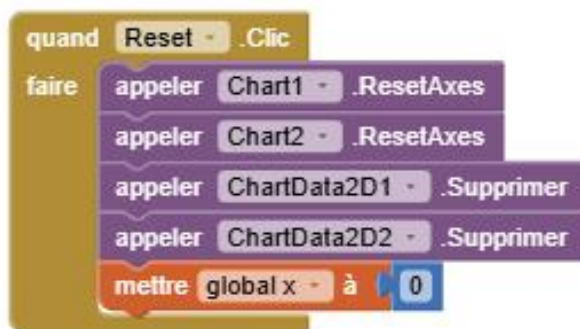 quand Reset .Clic
faire appeler Chart1 .ResetAxes
appeler Chart2 .ResetAxes
appeler ChartData2D1 .Supprimer
appeler ChartData2D2 .Supprimer
mettre global x à 0